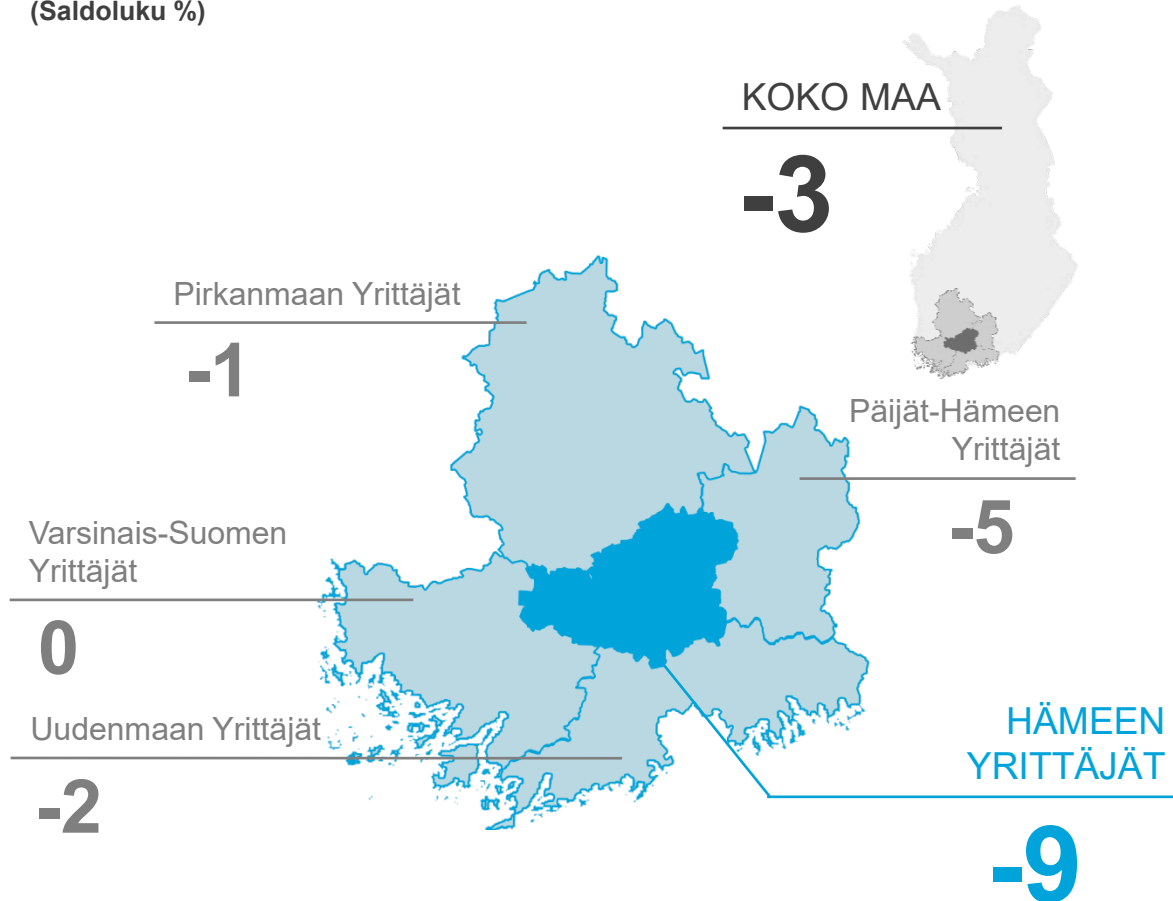 (Saldoluku %)
KOKO MAA
-3
Pirkanmaan Yrittäjät
-1
Päijät-Hämeen
Yrittäjät
-5
Varsinais-Suomen
Yrittäjät
0
Uudenmaan Yrittäjät
-2
HÄMEEN
YRITTÄJÄT
-9